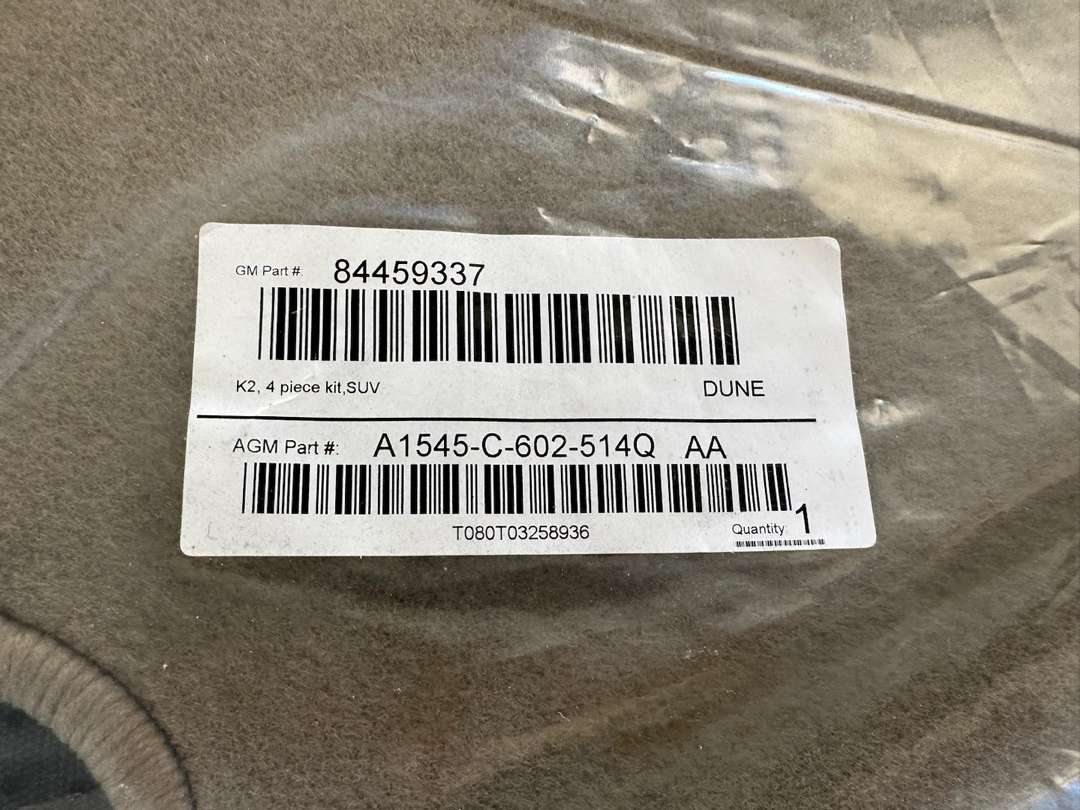 GM Part #: 84459337
K2, 4 piece kit,SUV DUNE
AGM Part #: A1545-C-602-514Q AA
T080T03258936
Quantity: 1